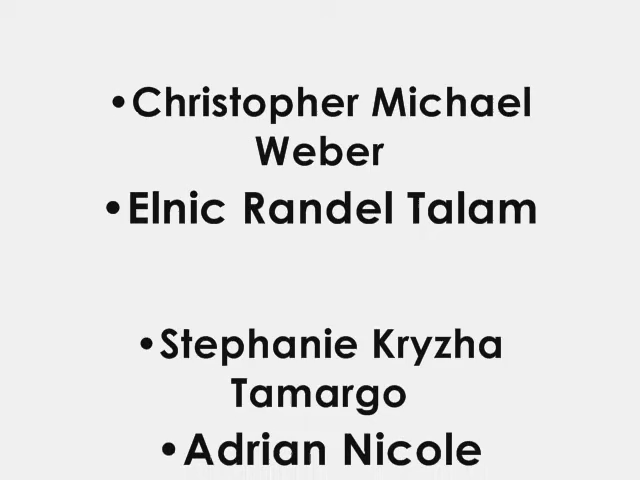 •Christopher Michael
Weber
•Elnic Randel Talam
•Stephanie Kryzha
Tamargo
•Adrian Nicole